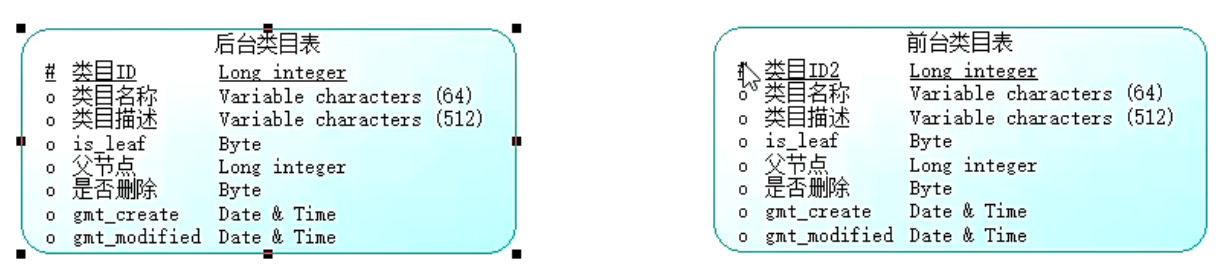 后台类目表
# 类目ID Long integer
o 类目名称 Variable characters (64)
o 类目描述 Variable characters (512)
o is_leaf Byte
o 父节点 Long integer
o 是否删除 Byte
o gmt_create Date & Time
o gmt_modified Date & Time
前台类目表
# 类目ID2 Long integer
o 类目名称 Variable characters (64)
o 类目描述 Variable characters (512)
o is_leaf Byte
o 父节点 Long integer
o 是否删除 Byte
o gmt_create Date & Time
o gmt_modified Date & Time